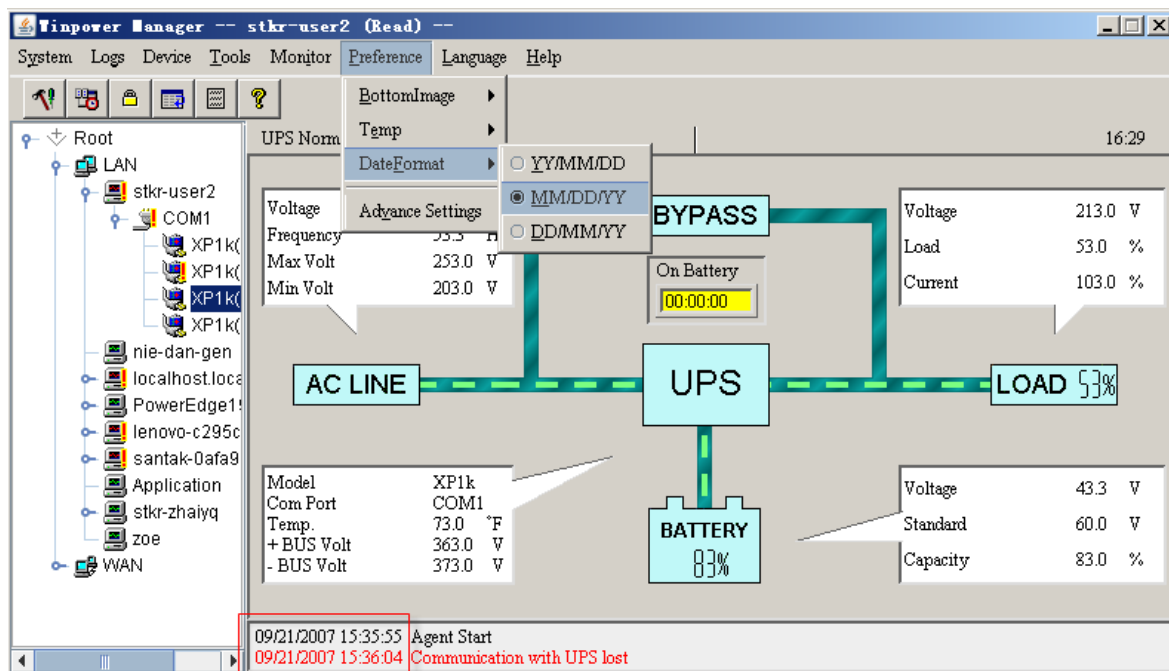 Winpower Manager -- stkr-user2 (Read) --
System Logs Device Tools Monitor Preference Language Help
BottomImage
Temp
DateFormat
Advance Settings
YY/MM/DD
MM/DD/YY
DD/MM/YY
Root
LAN
stkr-user2
COM1
XP1k(
XP1k(
XP1k(
XP1k(
nie-dan-gen
localhost.loca
PowerEdge19
lenovo-c295c
santak-0afa9
Application
stkr-zhaiyq
zoe
WAN
UPS Norm
16:29
Voltage
Frequency
Max Volt 253.0 V
Min Volt 203.0 V
BYPASS
On Battery
00:00:00
Voltage 213.0 V
Load 53.0 %
Current 103.0 %
AC LINE
UPS
LOAD 53%
Model XP1k
Com Port COM1
Temp. 73.0 °F
+ BUS Volt 363.0 V
- BUS Volt 373.0 V
BATTERY
83%
Voltage 43.3 V
Standard 60.0 V
Capacity 83.0 %
09/21/2007 15:35:55 Agent Start
09/21/2007 15:36:04 Communication with UPS lost